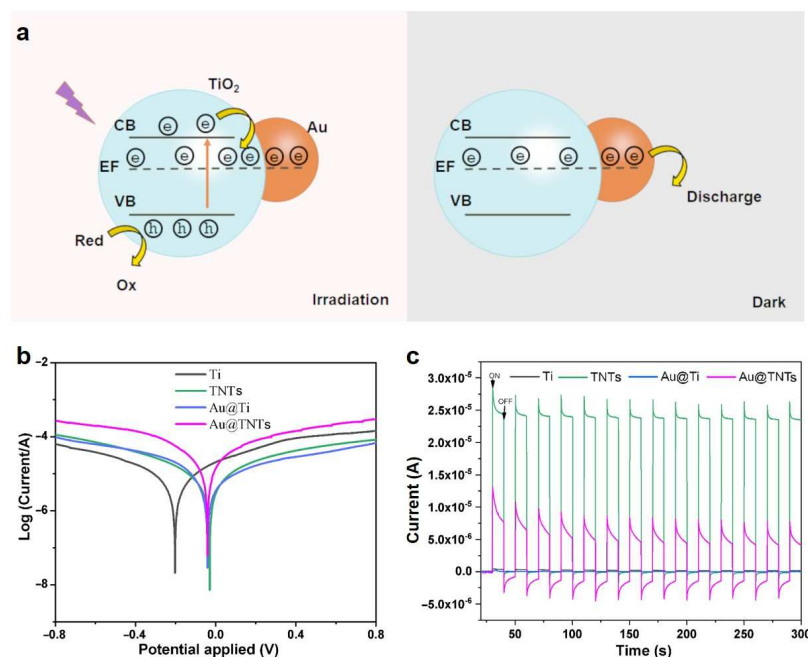 a
TiO₂
Au
CB
e e
e e e e e e
EF
VB
h h h
Red
Ox
Irradiation
CB
e e e e e
EF
VB
Discharge
Dark
b
Ti
TNTs
Au@Ti
Au@TNTs
Log (Current/A)
−2
−4
−6
−8
−0.8 −0.4 0.0 0.4 0.8
Potential applied (V)
c
Ti TNTs Au@Ti Au@TNTs
ON
OFF
Current (A)
3.0x10⁻⁵
2.5x10⁻⁵
2.0x10⁻⁵
1.5x10⁻⁵
1.0x10⁻⁵
5.0x10⁻⁶
0.0
−5.0x10⁻⁶
50 100 150 200 250 300
Time (s)